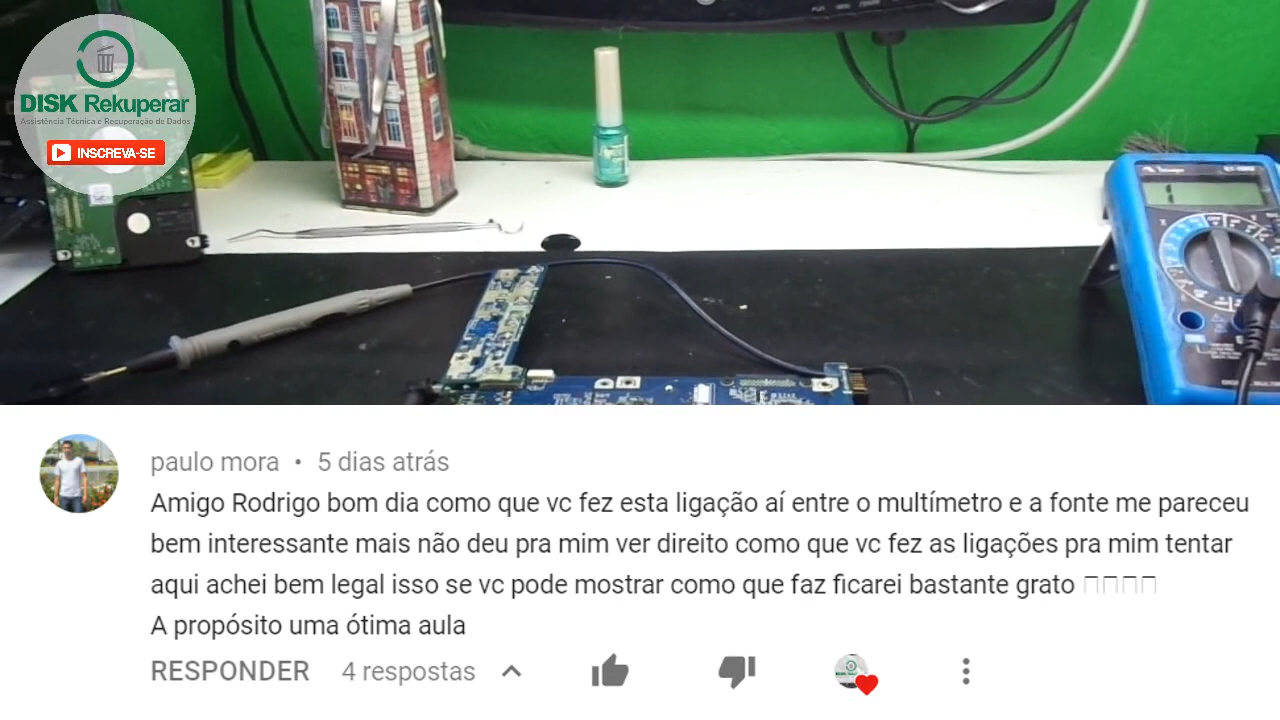 DISK Rekuperar
Assistência Técnica e Recuperação de Dados
INSCREVA-SE
paulo mora • 5 dias atrás
Amigo Rodrigo bom dia como que vc fez esta ligação aí entre o multímetro e a fonte me pareceu
bem interessante mais não deu pra mim ver direito como que vc fez as ligações pra mim tentar
aqui achei bem legal isso se vc pode mostrar como que faz ficarei bastante grato
A propósito uma ótima aula
RESPONDER 4 respostas